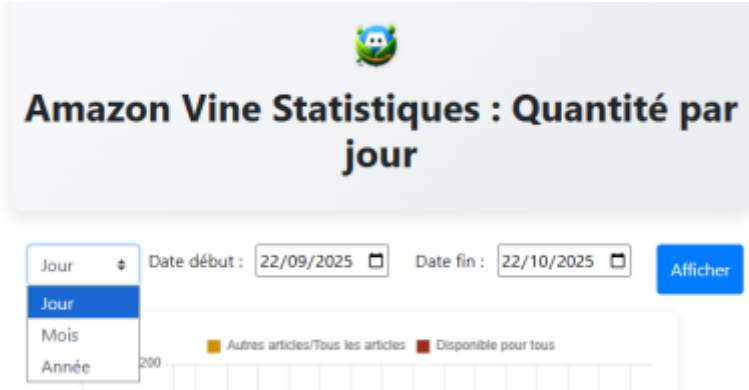 Amazon Vine Statistiques : Quantité par
jour
Jour Date début : 22/09/2025 Date fin : 22/10/2025 Afficher
Jour
Mois
Année
Autres articles/Tous les articles Disponible pour tous
200